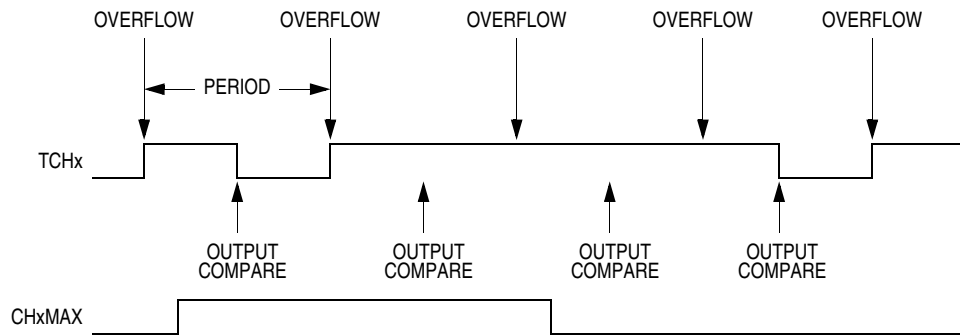 OVERFLOW OVERFLOW OVERFLOW OVERFLOW OVERFLOW
PERIOD
TCHx
OUTPUT COMPARE
OUTPUT COMPARE
OUTPUT COMPARE
OUTPUT COMPARE
CHxMAX